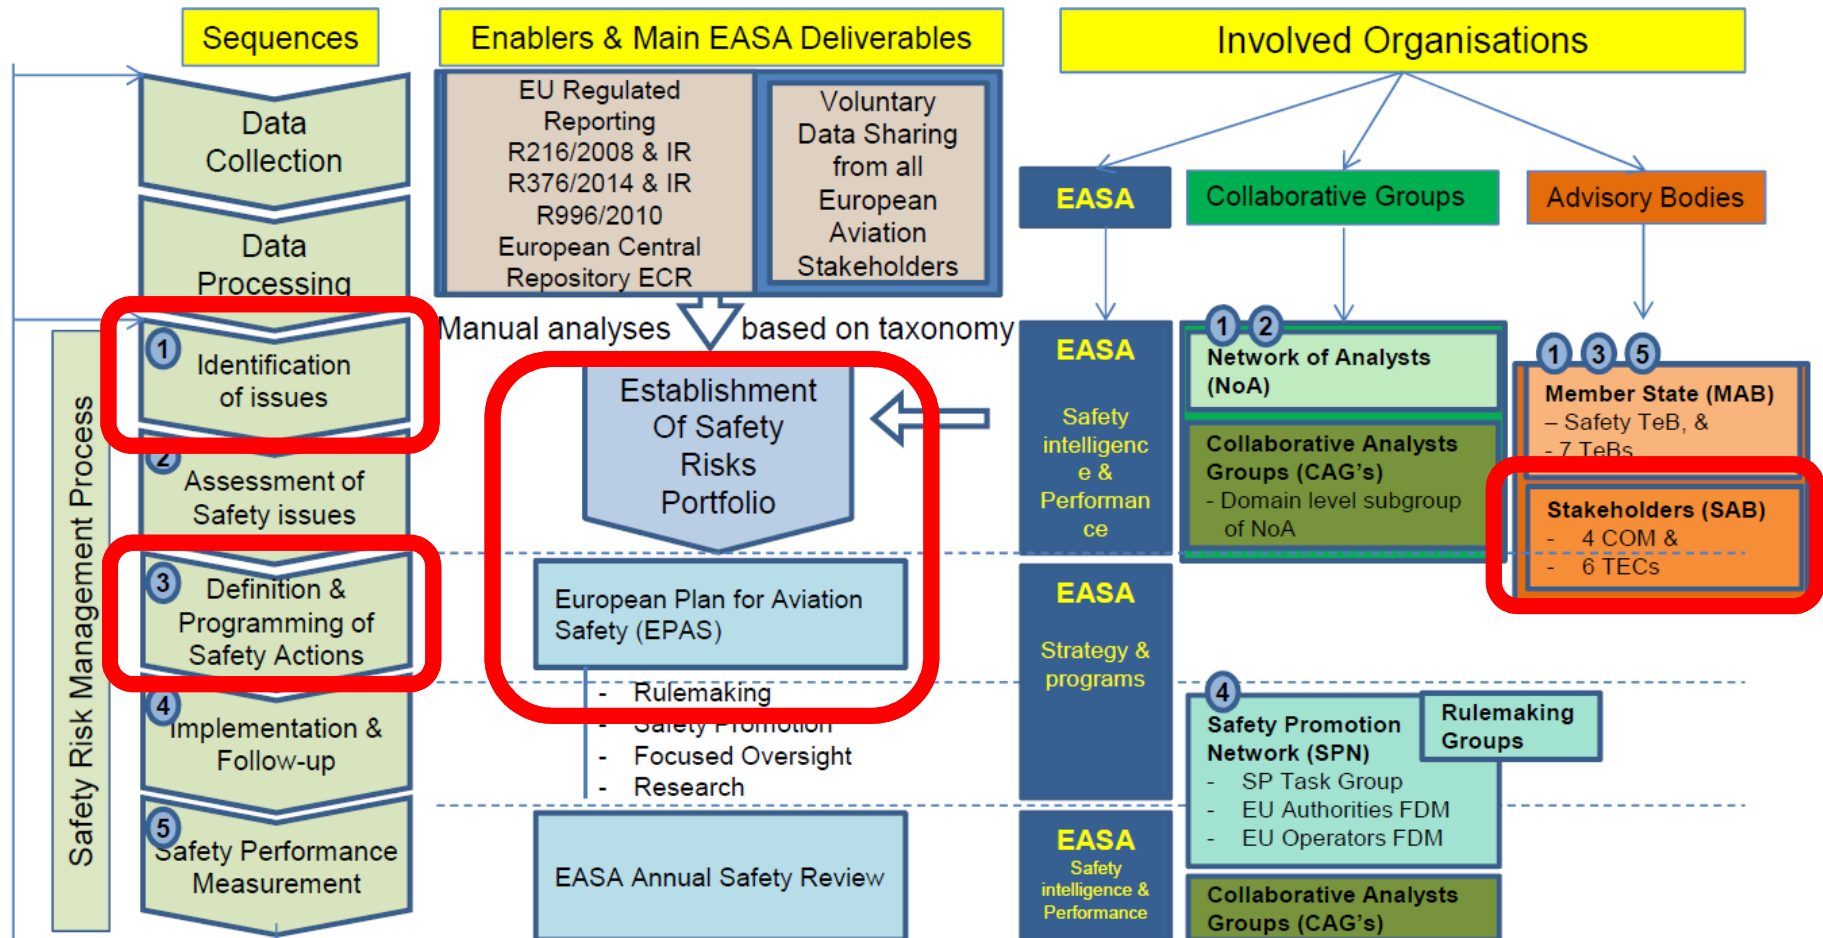 Sequences
Enablers & Main EASA Deliverables
Involved Organisations
Data
Collection
Data
Processing
Safety Risk Management Process
1
Identification
of issues
2
Assessment of
Safety issues
3
Definition &
Programming of
Safety Actions
4
Implementation &
Follow-up
5
Safety Performance
Measurement
EU Regulated
Reporting
R216/2008 & IR
R376/2014 & IR
R996/2010
European Central
Repository ECR
Voluntary
Data Sharing
from all
European
Aviation
Stakeholders
Manual analyses based on taxonomy
Establishment
Of Safety
Risks
Portfolio
European Plan for Aviation
Safety (EPAS)
- Rulemaking
- Safety Promotion
- Focused Oversight
- Research
EASA Annual Safety Review
EASA
Collaborative Groups
Advisory Bodies
EASA
Safety
intelligenc
e &
Performan
ce
EASA
Strategy &
programs
EASA
Safety
intelligence &
Performance
1 2
Network of Analysts
(NoA)
Collaborative Analysts
Groups (CAG's)
- Domain level subgroup
of NoA
1 3 5
Member State (MAB)
– Safety TeB, &
- 7 TeBs
Stakeholders (SAB)
- 4 COM &
- 6 TECs
4
Safety Promotion
Network (SPN)
- SP Task Group
- EU Authorities FDM
- EU Operators FDM
Rulemaking
Groups
Collaborative Analysts
Groups (CAG's)